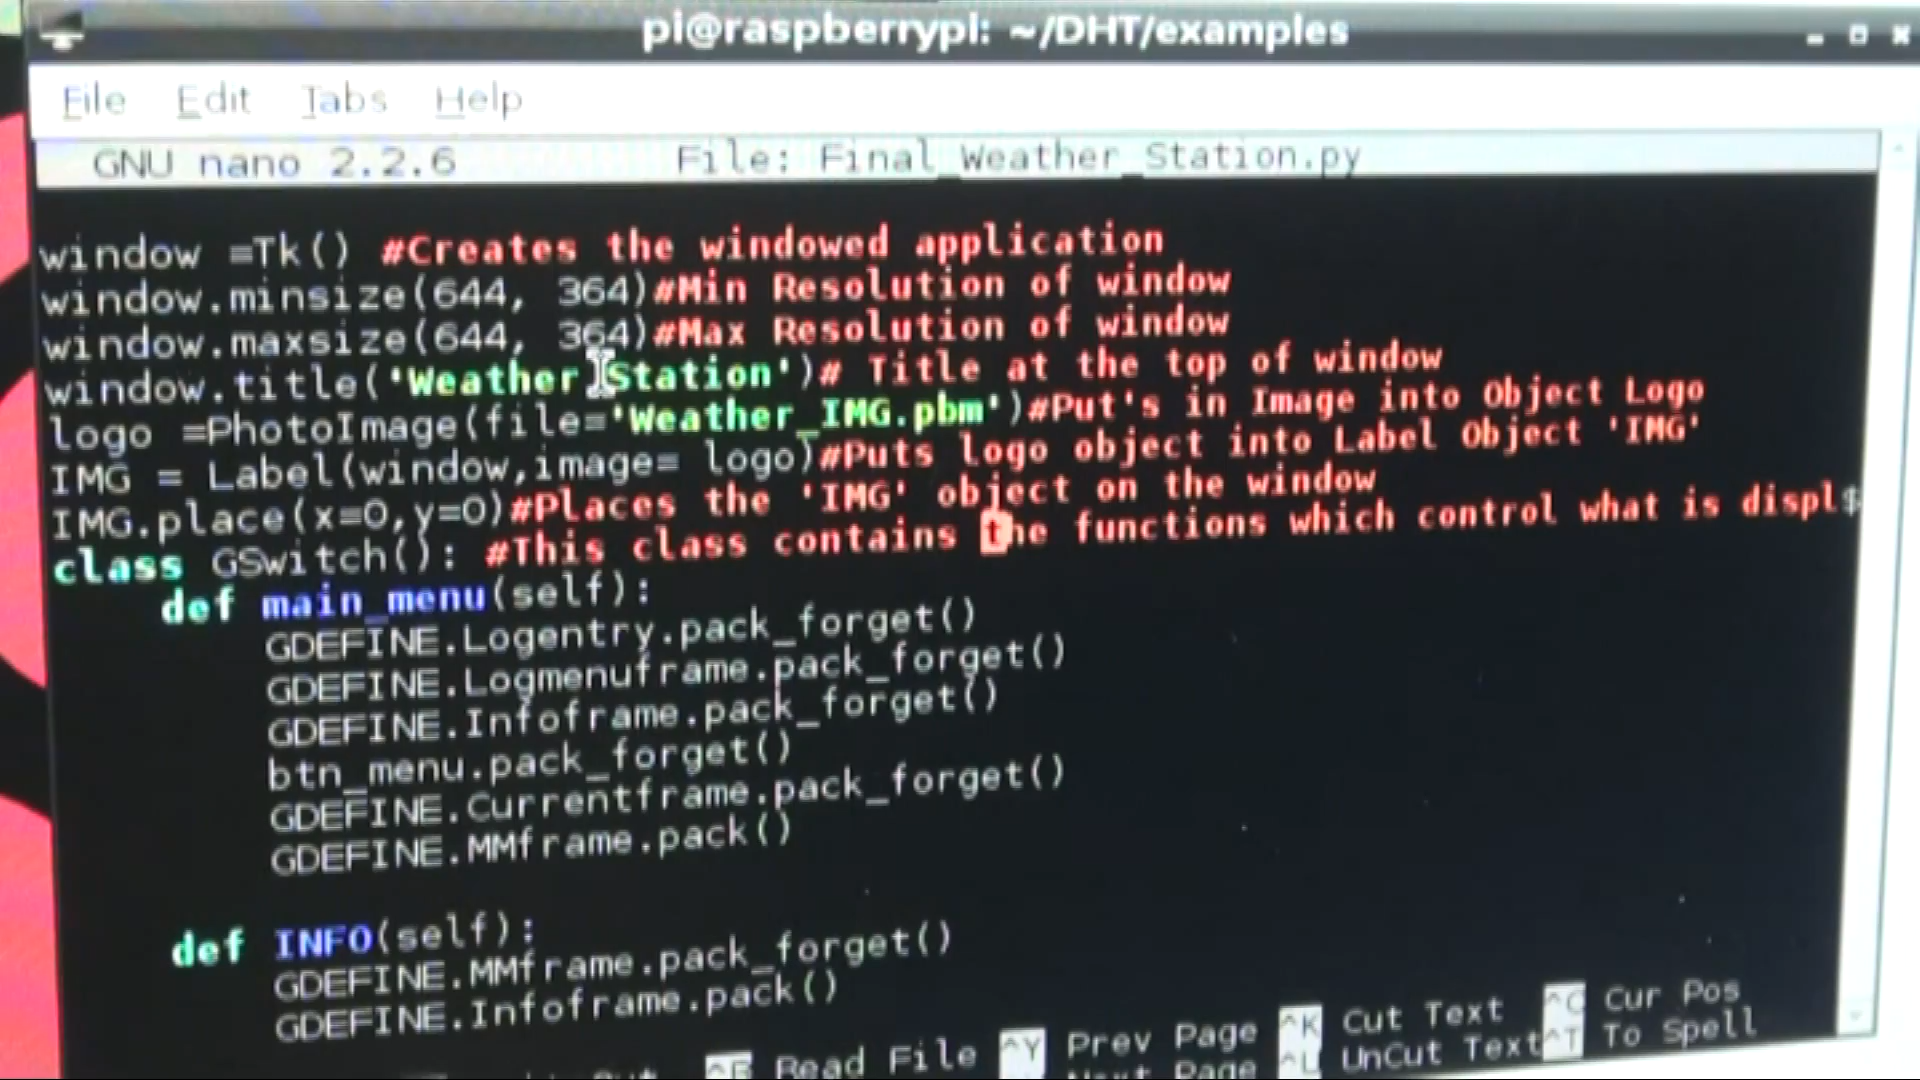 pi@raspberrypi: ~/DHT/examples
File Edit Tabs Help
GNU nano 2.2.6 File: Final_Weather_Station.py
window =Tk() #Creates the windowed application
window.minsize(644, 364)#Min Resolution of window
window.maxsize(644, 364)#Max Resolution of window
window.title('Weather Station')# Title at the top of window
logo =PhotoImage(file='Weather_IMG.pbm')#Put's in Image into Object Logo
IMG = Label(window,image= logo)#Puts logo object into Label Object 'IMG'
IMG.place(x=0,y=0)#Places the 'IMG' object on the window
class GSwitch(): #This class contains the functions which control what is displ$
def main_menu(self):
GDEFINE.Logentry.pack_forget()
GDEFINE.Logmenuframe.pack_forget()
GDEFINE.Infoframe.pack_forget()
btn_menu.pack_forget()
GDEFINE.Currentframe.pack_forget()
GDEFINE.MMframe.pack()
def INFO(self):
GDEFINE.MMframe.pack_forget()
GDEFINE.Infoframe.pack()
Read File ^Y Prev Page ^K Cut Text ^C Cur Pos
Page UnCut Text ^T To Spell